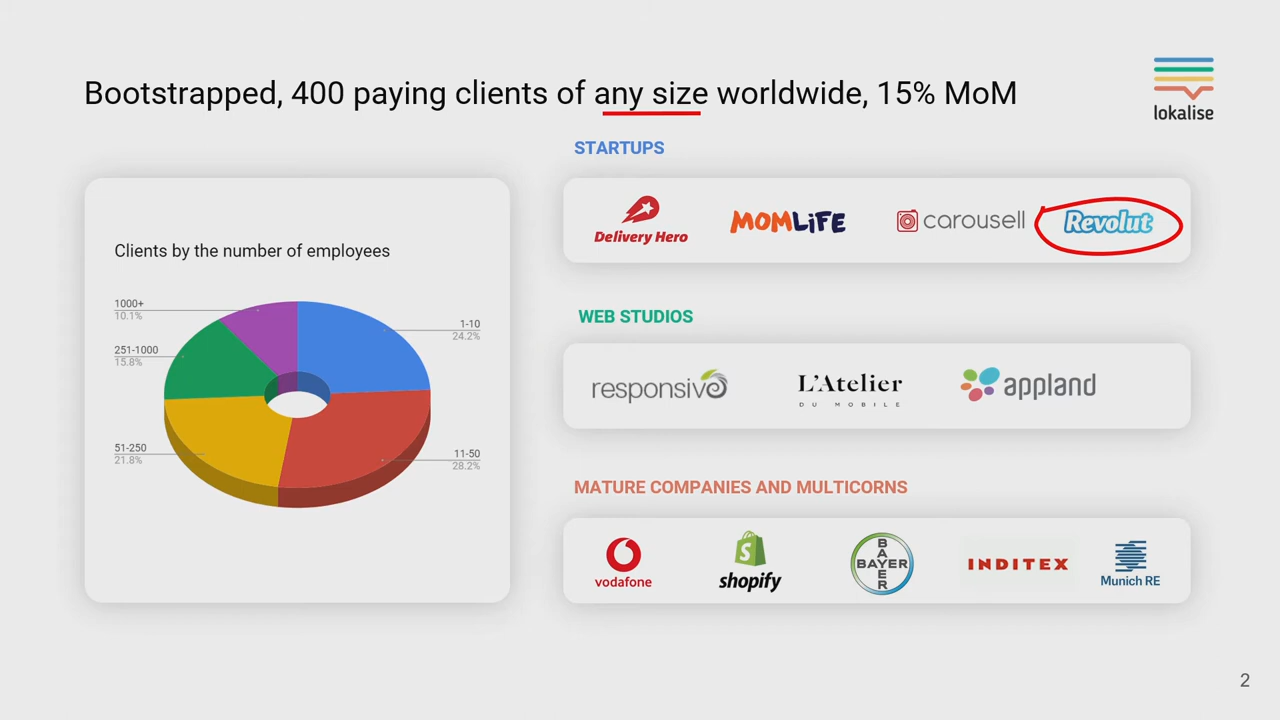 Bootstrapped, 400 paying clients of any size worldwide, 15% MoM
lokalise
Clients by the number of employees
1000+
10.1%
251-1000
15.8%
51-250
21.8%
1-10
24.2%
11-50
28.2%
STARTUPS
Delivery Hero
MOMLiFE
carousell
Revolut
WEB STUDIOS
responsive
L'Atelier
DU MOBILE
appland
MATURE COMPANIES AND MULTICORNS
vodafone
shopify
BAYER
BAYER
INDITEX
Munich RE
2